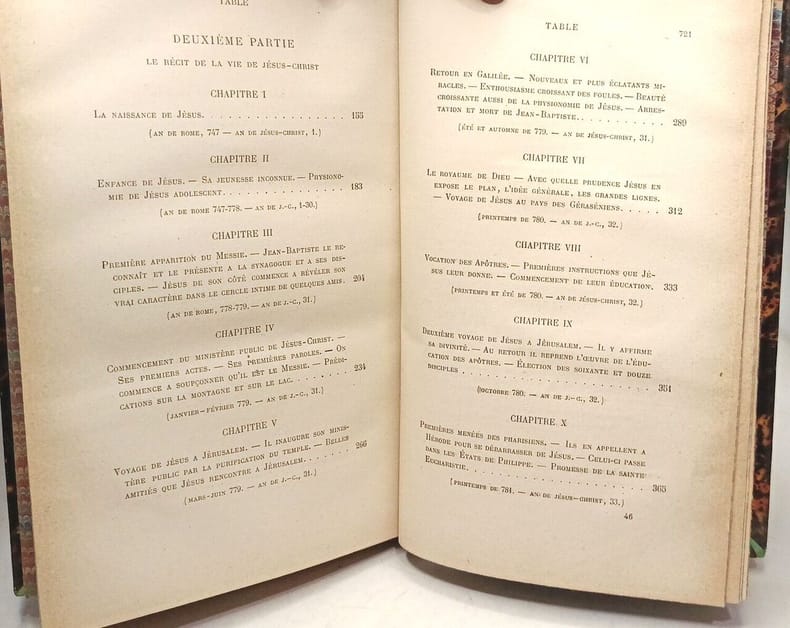 TABLE
DEUXIÈME PARTIE
LE RÉCIT DE LA VIE DE JÉSUS-CHRIST
CHAPITRE I
La naissance de Jésus. . . . . . . . . . . . . . . . 155
(an de Rome, 747 — an de Jésus-Christ, 1.)
CHAPITRE II
Enfance de Jésus. — Sa jeunesse inconnue. — Physiono-
mie de Jésus adolescent. . . . . . . . . . . . . . . . 183
(an de Rome 747-778. — an de J.-C., 1-30.)
CHAPITRE III
Première apparition du Messie. — Jean-Baptiste le re-
connaît et le présente a la synagogue et a ses dis-
ciples. — Jésus de son côté commence a révéler son
vrai caractère dans le cercle intime de quelques amis. 204
(an de Rome, 778-779. — an de J.-C., 31.)
CHAPITRE IV
Commencement du ministère public de Jésus-Christ. —
Ses premiers actes. — Ses premières paroles. — On
commence a soupçonner qu'il est le Messie. — Prédi-
cations sur la montagne et sur le lac. . . . . . . . . 234
(janvier-février 779. — an de J.-C., 31.)
CHAPITRE V
Voyage de Jésus a Jérusalem. — Il inaugure son minis-
tère public par la purification du temple. — Belles
amitiés que Jésus rencontre a Jérusalem. . . . . . . 266
(mars-juin 779. — an de J.-C., 31.)
TABLE 721
CHAPITRE VI
Retour en Galilée. — Nouveaux et plus éclatants mi-
racles. — Enthousiasme croissant des foules. — Beauté
croissante aussi de la physionomie de Jésus. — Arres-
tation et mort de Jean-Baptiste. . . . . . . . . . . 289
(été et automne de 779. — an de Jésus-Christ, 31.)
CHAPITRE VII
Le royaume de Dieu — Avec quelle prudence Jésus en
expose le plan, l'idée générale, les grandes lignes.
— Voyage de Jésus au pays des Géraséniens. . . . . 312
(printemps de 780. — an de J.-C., 32.)
CHAPITRE VIII
Vocation des Apôtres. — Premières instructions que Jé-
sus leur donne. — Commencement de leur éducation. 333
(printemps et été de 780. — an de Jésus-Christ, 32.)
CHAPITRE IX
Deuxième voyage de Jésus a Jérusalem. — Il y affirme
sa divinité. — Au retour il reprend l'œuvre de l'édu-
cation des apôtres. — Élection des soixante et douze
disciples . . . . . . . . . . . . . . . . . . . . . 351
(octobre 780. — an de J.-C., 32.)
CHAPITRE X
Premières menées des pharisiens. — Ils en appellent a
Hérode pour se débarrasser de Jésus. — Celui-ci passe
dans les États de Philippe. — Promesse de la sainte
Eucharistie. . . . . . . . . . . . . . . . . . . . . 365
(printemps de 781. — an de Jésus-Christ, 33.)
46